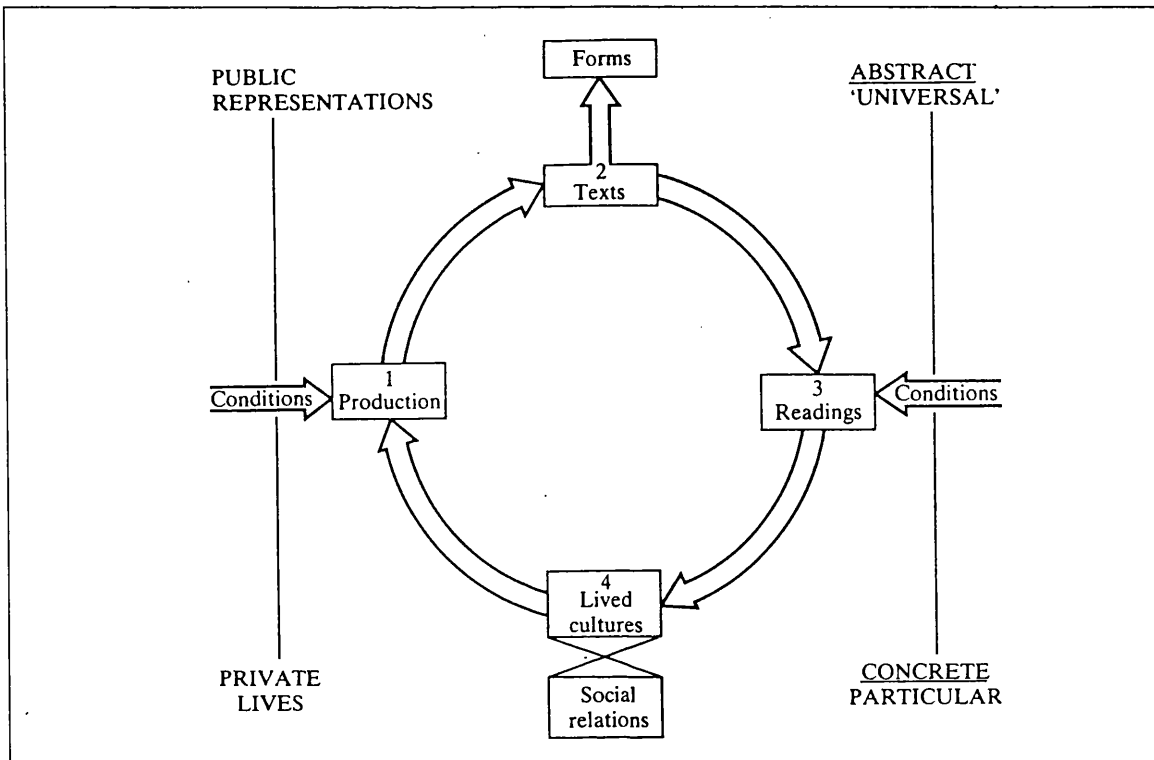 Forms
PUBLIC
REPRESENTATIONS
ABSTRACT
'UNIVERSAL'
2
Texts
Conditions
1
Production
3
Readings
Conditions
4
Lived
cultures
PRIVATE
LIVES
Social
relations
CONCRETE
PARTICULAR